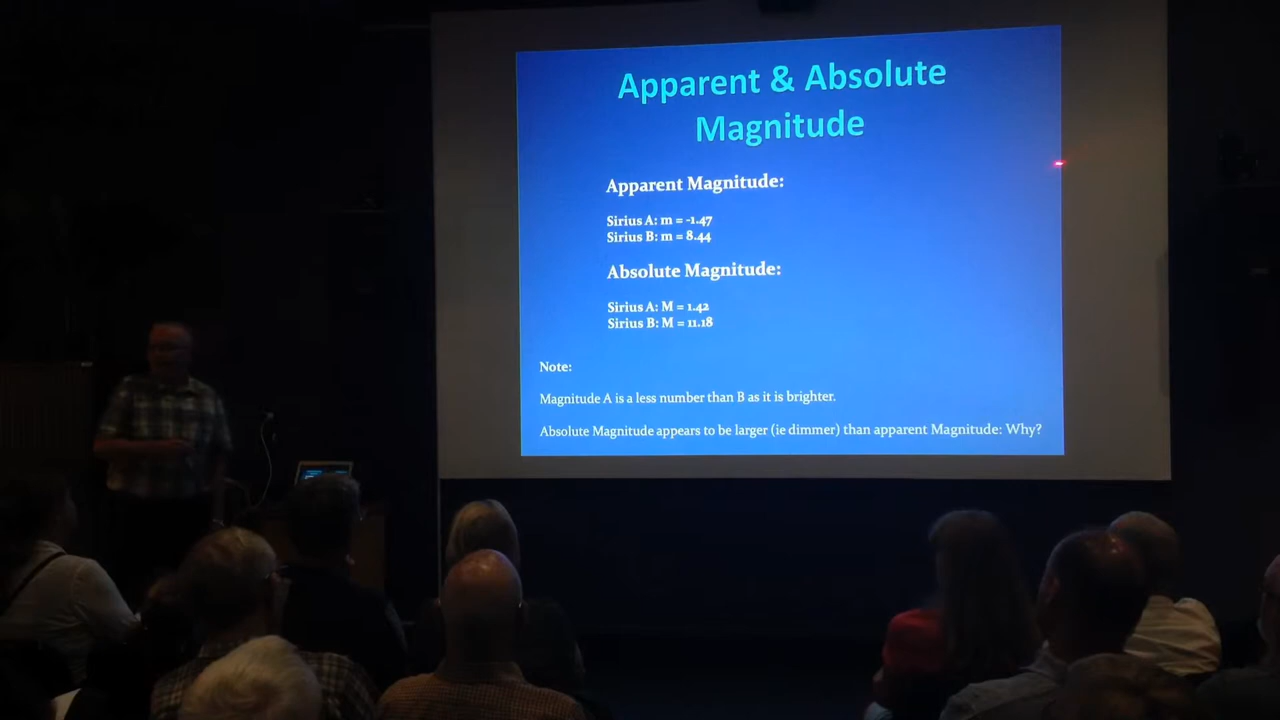 Apparent & Absolute
Magnitude
Apparent Magnitude:
Sirius A: m = -1.47
Sirius B: m = 8.44
Absolute Magnitude:
Sirius A: M = 1.42
Sirius B: M = 11.18
Note:
Magnitude A is a less number than B as it is brighter.
Absolute Magnitude appears to be larger (ie dimmer) than apparent Magnitude: Why?